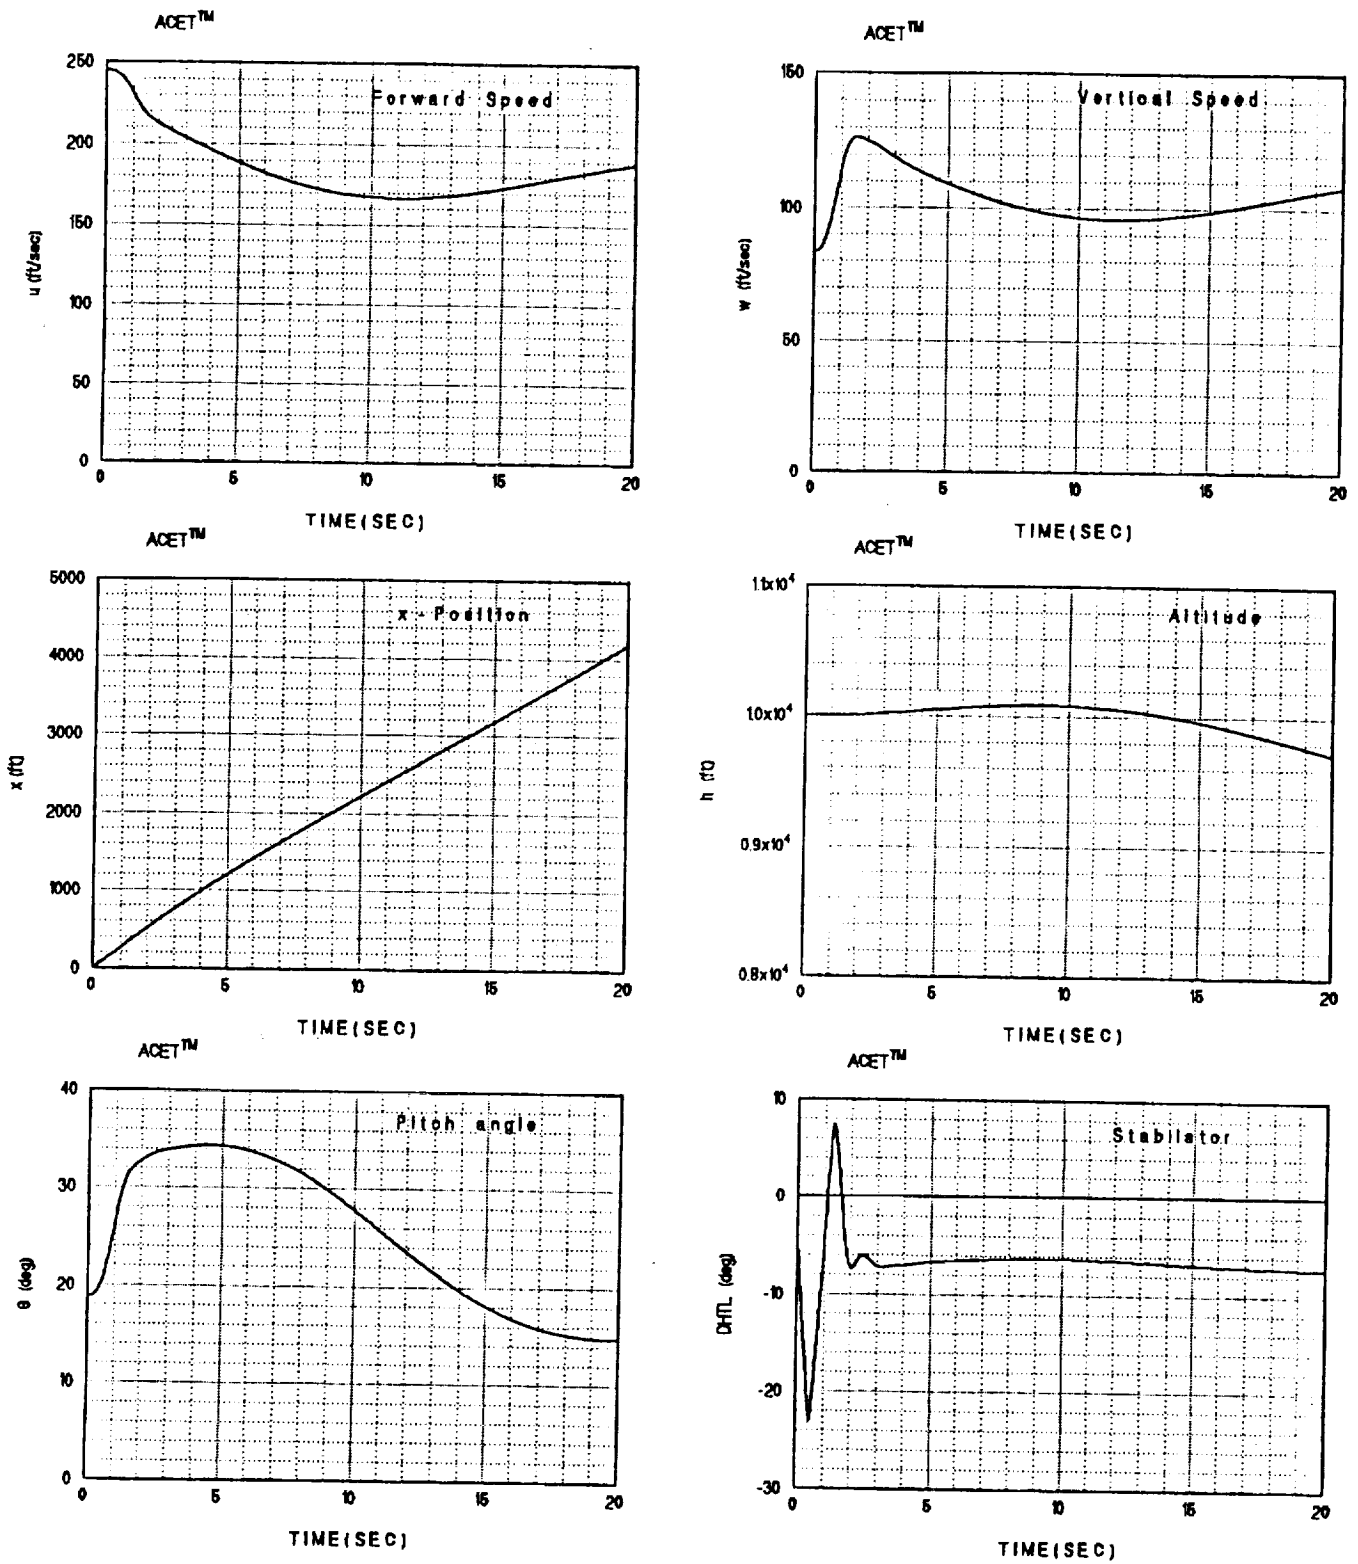 ACET™
250
200
150
100
50
0
u (ft/sec)
Forward Speed
0 5 10 15 20
TIME(SEC)
ACET™
150
100
50
0
w (ft/sec)
Vertical Speed
0 5 10 15 20
TIME(SEC)
ACET™
5000
4000
3000
2000
1000
0
x (ft)
x - Position
0 5 10 15 20
TIME(SEC)
ACET™
1.1x10⁴
1.0x10⁴
0.9x10⁴
0.8x10⁴
h (ft)
Altitude
0 5 10 15 20
TIME(SEC)
ACET™
40
30
20
10
0
θ (deg)
Pitch angle
0 5 10 15 20
TIME(SEC)
ACET™
10
0
-10
-20
-30
DHTL (deg)
Stabilator
0 5 10 15 20
TIME(SEC)